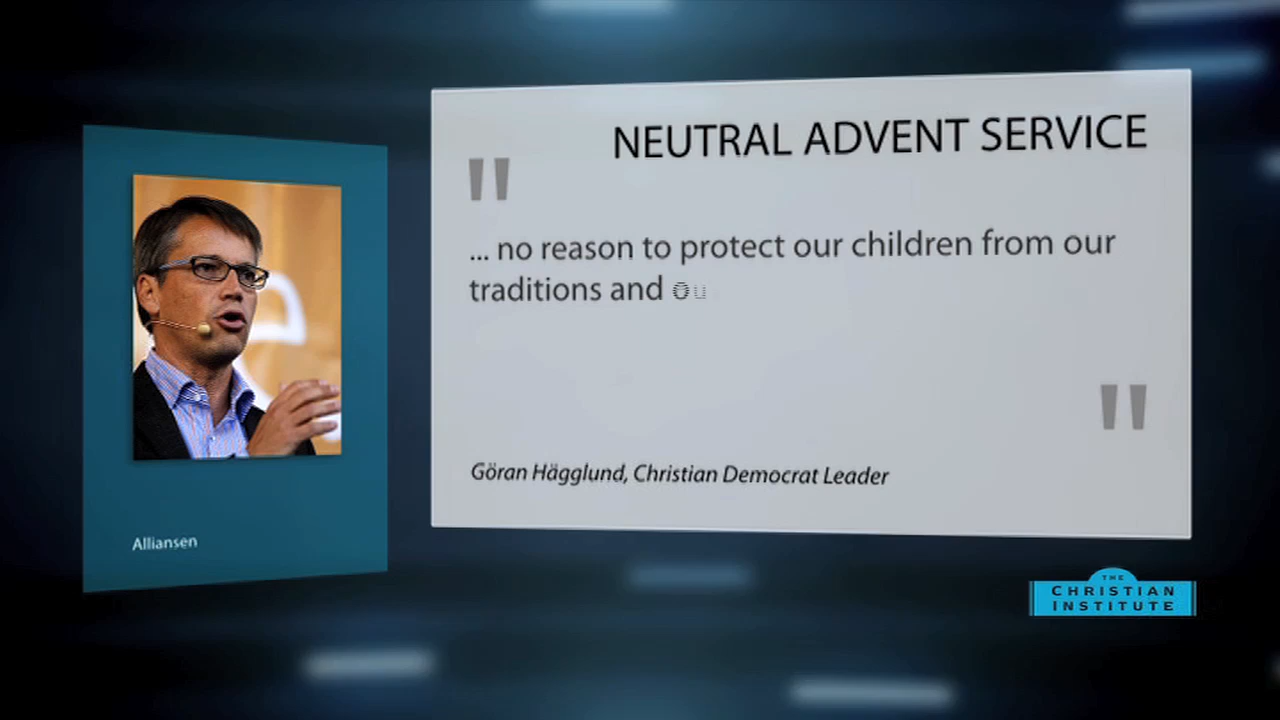 NEUTRAL ADVENT SERVICE
"
... no reason to protect our children from our
traditions and ou
"
Göran Hägglund, Christian Democrat Leader
Alliansen
THE
CHRISTIAN
INSTITUTE